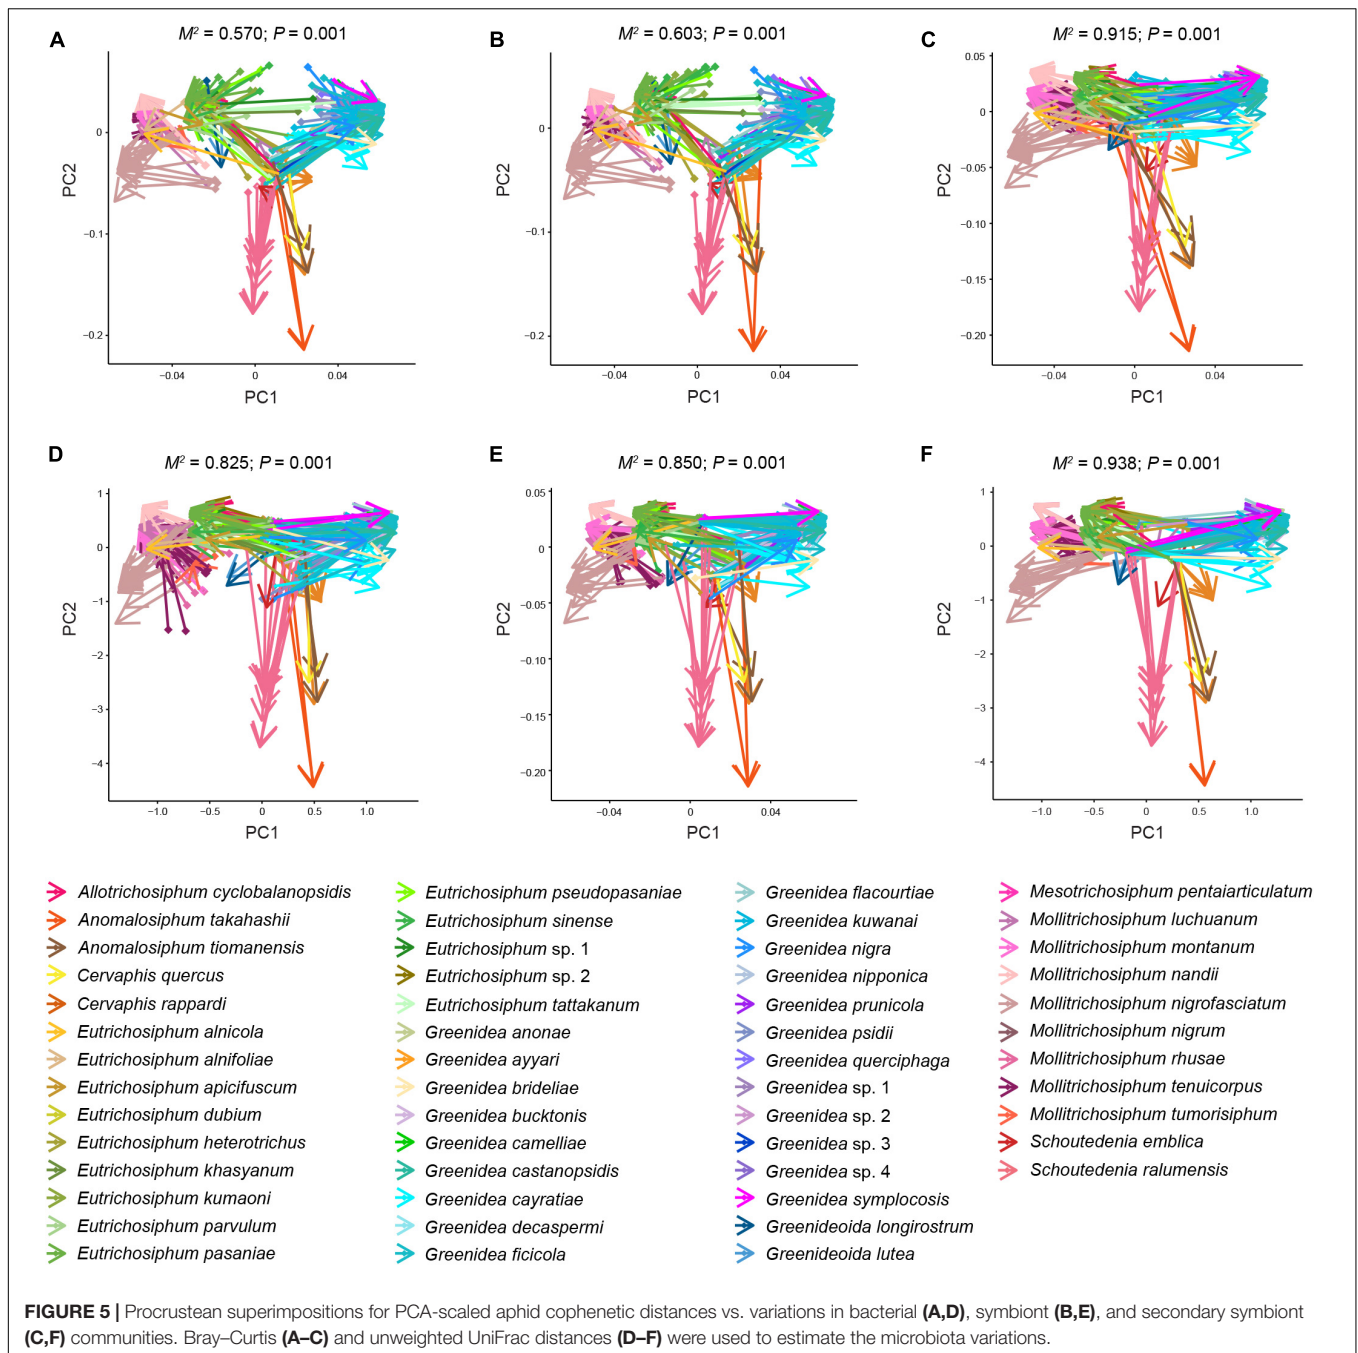 A
M² = 0.570; P = 0.001
PC2
0
−0.1
−0.2
−0.04
0
0.04
PC1
B
M² = 0.603; P = 0.001
PC2
0
−0.1
−0.2
−0.04
0
0.04
PC1
C
M² = 0.915; P = 0.001
PC2
0.05
0
−0.05
−0.10
−0.15
−0.20
−0.04
0
0.04
PC1
D
M² = 0.825; P = 0.001
PC2
1
0
−1
−2
−3
−4
−1.0
−0.5
0
0.5
1.0
PC1
E
M² = 0.850; P = 0.001
PC2
0.05
0
−0.05
−0.10
−0.15
−0.20
−0.04
0
0.04
PC1
F
M² = 0.938; P = 0.001
PC2
1
0
−1
−2
−3
−4
−1.0
−0.5
0
0.5
1.0
PC1
Allotrichosiphum cyclobalanopsidis
Anomalosiphum takahashii
Anomalosiphum tiomanensis
Cervaphis quercus
Cervaphis rappardi
Eutrichosiphum alnicola
Eutrichosiphum alnifoliae
Eutrichosiphum apicifuscum
Eutrichosiphum dubium
Eutrichosiphum heterotrichus
Eutrichosiphum khasyanum
Eutrichosiphum kumaoni
Eutrichosiphum parvulum
Eutrichosiphum pasaniae
Eutrichosiphum pseudopasaniae
Eutrichosiphum sinense
Eutrichosiphum sp. 1
Eutrichosiphum sp. 2
Eutrichosiphum tattakanum
Greenidea anonae
Greenidea ayyari
Greenidea brideliae
Greenidea bucktonis
Greenidea camelliae
Greenidea castanopsidis
Greenidea cayratiae
Greenidea decaspermi
Greenidea ficicola
Greenidea flacourtiae
Greenidea kuwanai
Greenidea nigra
Greenidea nipponica
Greenidea prunicola
Greenidea psidii
Greenidea querciphaga
Greenidea sp. 1
Greenidea sp. 2
Greenidea sp. 3
Greenidea sp. 4
Greenidea symplocosis
Greenideoida longirostrum
Greenideoida lutea
Mesotrichosiphum pentaiarticulatum
Mollitrichosiphum luchuanum
Mollitrichosiphum montanum
Mollitrichosiphum nandii
Mollitrichosiphum nigrofasciatum
Mollitrichosiphum nigrum
Mollitrichosiphum rhusae
Mollitrichosiphum tenuicorpus
Mollitrichosiphum tumorisiphum
Schoutedenia emblica
Schoutedenia ralumensis
FIGURE 5 | Procrustean superimpositions for PCA-scaled aphid cophenetic distances vs. variations in bacterial (A,D), symbiont (B,E), and secondary symbiont
(C,F) communities. Bray–Curtis (A–C) and unweighted UniFrac distances (D–F) were used to estimate the microbiota variations.